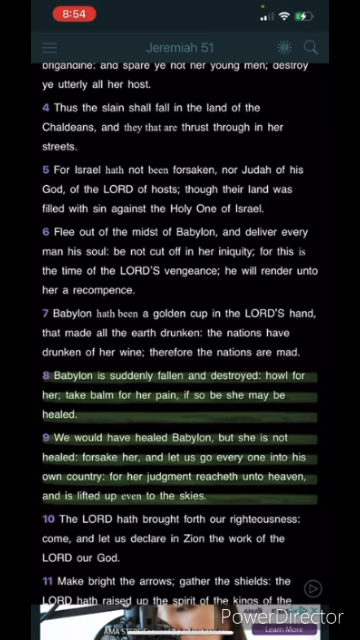 8:54
Jeremiah 51
brigandine: and spare ye not her young men; destroy
ye utterly all her host.
4 Thus the slain shall fall in the land of the
Chaldeans, and they that are thrust through in her
streets.
5 For Israel hath not been forsaken, nor Judah of his
God, of the LORD of hosts; though their land was
filled with sin against the Holy One of Israel.
6 Flee out of the midst of Babylon, and deliver every
man his soul: be not cut off in her iniquity; for this is
the time of the LORD'S vengeance; he will render unto
her a recompence.
7 Babylon hath been a golden cup in the LORD'S hand,
that made all the earth drunken: the nations have
drunken of her wine; therefore the nations are mad.
8 Babylon is suddenly fallen and destroyed: howl for
her; take balm for her pain, if so be she may be
healed.
9 We would have healed Babylon, but she is not
healed: forsake her, and let us go every one into his
own country: for her judgment reacheth unto heaven,
and is lifted up even to the skies.
10 The LORD hath brought forth our righteousness:
come, and let us declare in Zion the work of the
LORD our God.
11 Make bright the arrows; gather the shields: the
LORD hath raised up the spirit of the kings of the
PowerDirector
Learn More